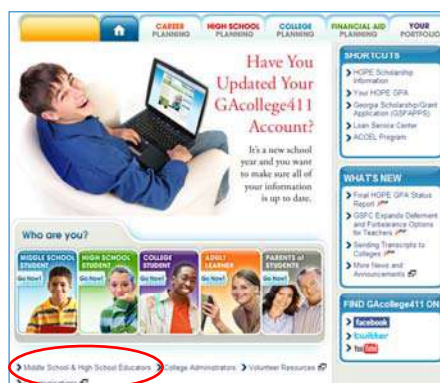 CAREER
PLANNING
HIGH SCHOOL
PLANNING
COLLEGE
PLANNING
FINANCIAL AID
PLANNING
YOUR
PORTFOLIO
Have You
Updated Your
GAcollege411
Account?
It's a new school
year and you want
to make sure all of
your information
is up to date.
SHORTCUTS
HOPE Scholarship
Information
Your HOPE GPA
Georgia Scholarship/Grant
Application (GSFAPPS)
Loan Service Center
ACCEL Program
WHAT'S NEW
Final HOPE GPA Status
Report
GSFC Expands Deferment
and Forbearance Options
for Teachers
Sending Transcripts to
Colleges
More News and
Announcements
FIND GAcollege411 ON
facebook
twitter
You Tube
Who are you?
MIDDLE SCHOOL
STUDENT
Go Now!
HIGH SCHOOL
STUDENT
Go Now!
COLLEGE
STUDENT
Go Now!
ADULT
LEARNER
Go Now!
PARENTS of
STUDENTS
Go Now!
Middle School & High School Educators
College Administrators
Volunteer Resources